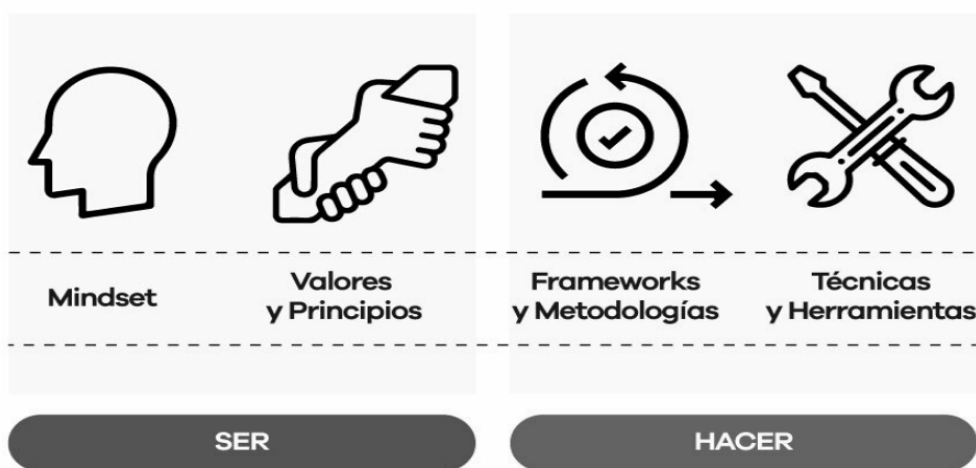 Mindset
Valores
y Principios
Frameworks
y Metodologías
Técnicas
y Herramientas
SER
HACER